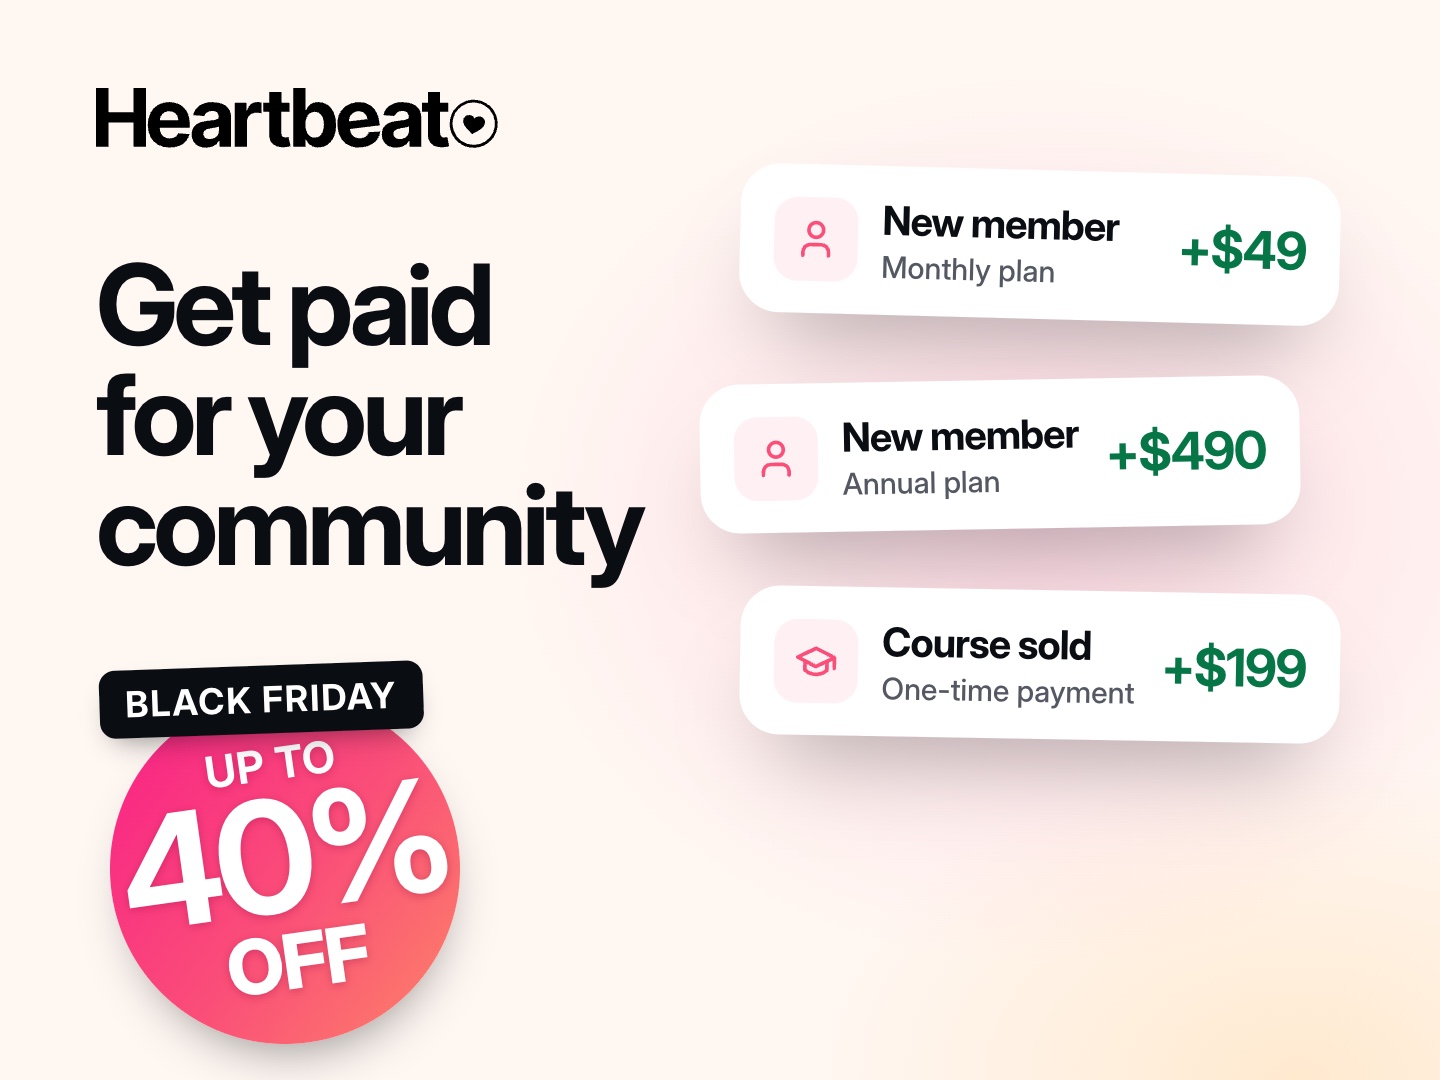 Heartbeat
Get paid
for your
community
BLACK FRIDAY
UP TO
40%
OFF
New member
Monthly plan
+$49
New member
Annual plan
+$490
Course sold
One-time payment
+$199